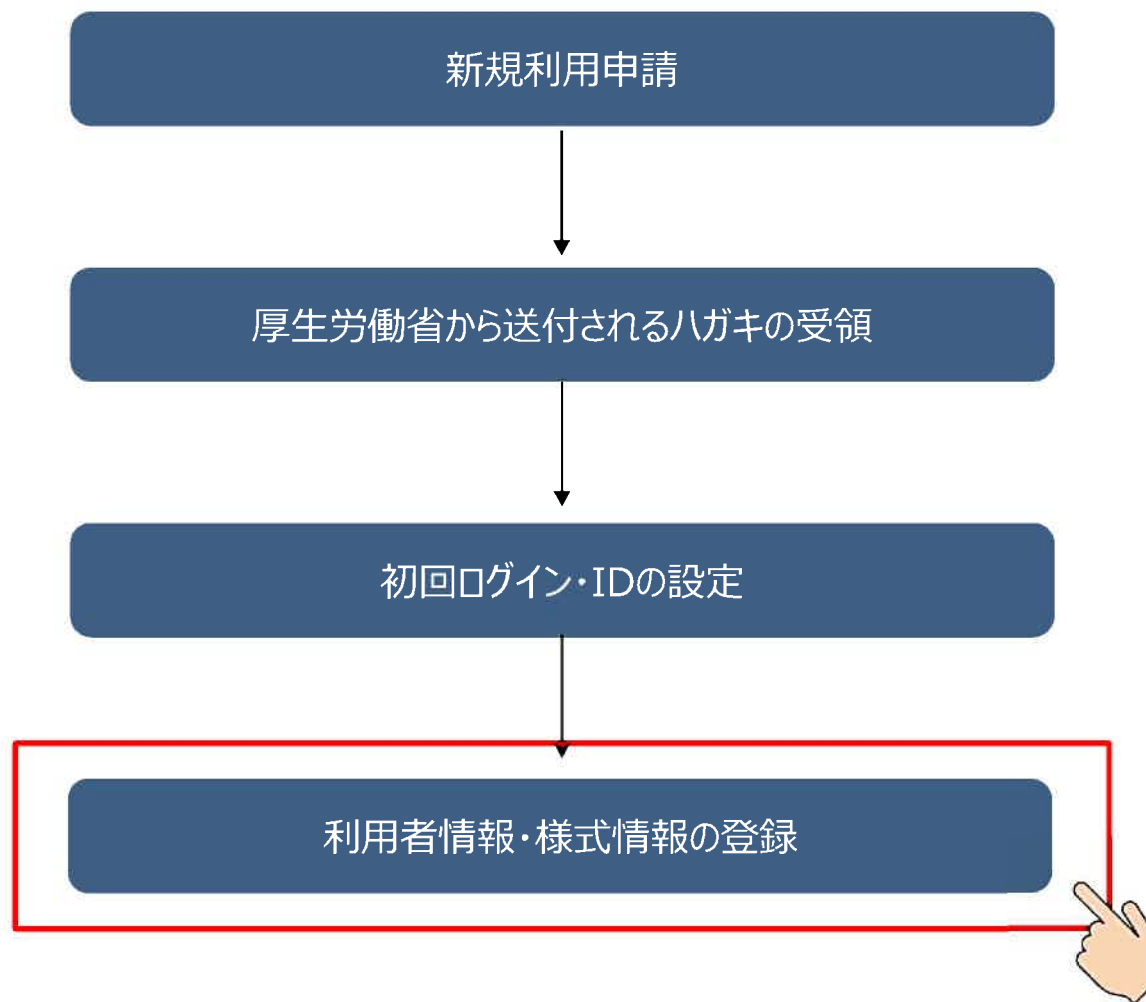 新規利用申請
厚生労働省から送付されるハガキの受領
初回ログイン・IDの設定
利用者情報・様式情報の登録